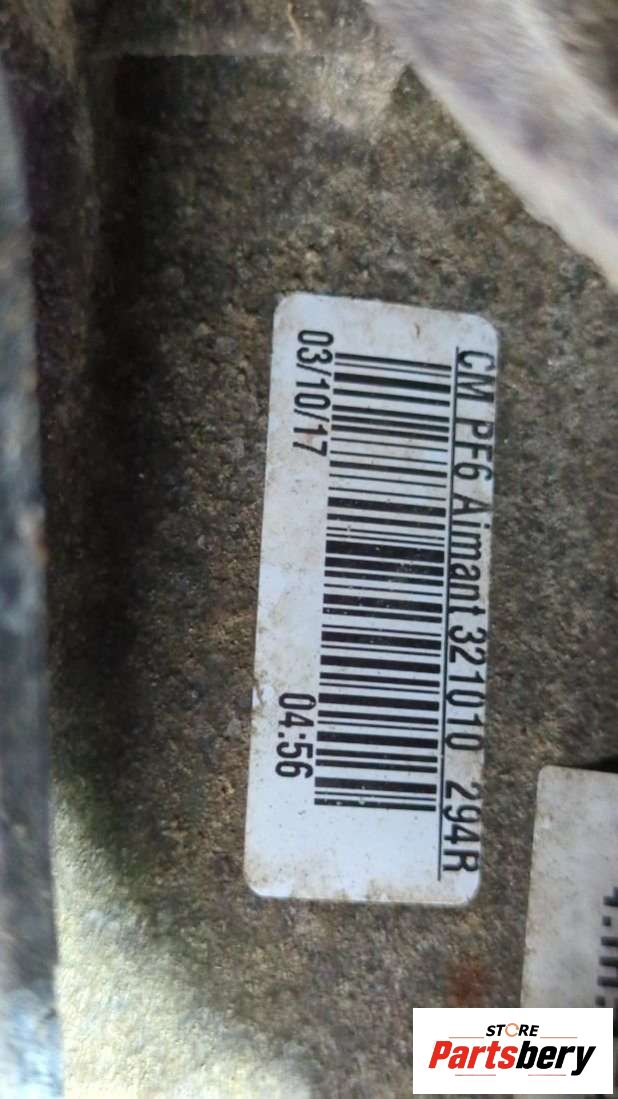 CM PF6 Aimant 321010 294R
03/10/17
04:56
STORE
Partsbery